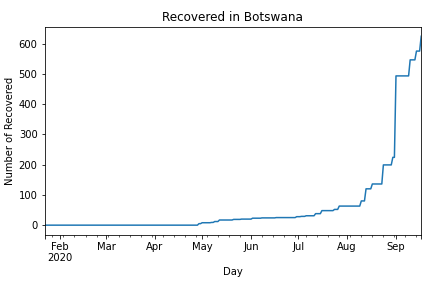 Recovered in Botswana
Number of Recovered
600
500
400
300
200
100
0
Feb Mar Apr May Jun Jul Aug Sep
2020
Day